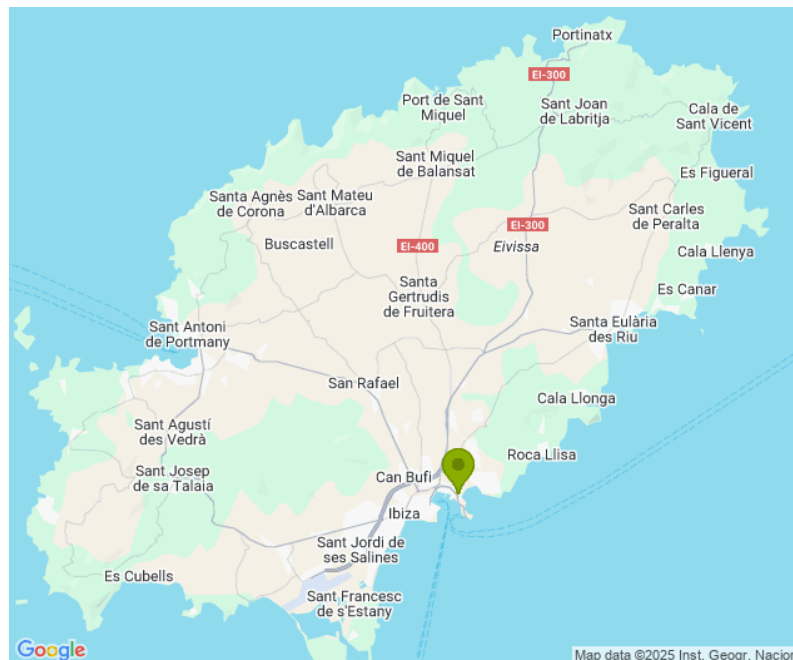 Portinatx
EI-300
Port de Sant
Miquel
Sant Joan
de Labritja
Cala de
Sant Vicent
Sant Miquel
de Balansat
Es Figueral
Santa Agnès
de Corona
Sant Mateu
d'Albarca
Sant Carles
de Peralta
EI-300
Buscastell
EI-400
Eivissa
Cala Llenya
Santa
Gertrudis
de Fruitera
Es Canar
Sant Antoni
de Portmany
Santa Eulària
des Riu
San Rafael
Cala Llonga
Sant Agustí
des Vedrà
Roca Llisa
Sant Josep
de sa Talaia
Can Bufi
Ibiza
Sant Jordi de
ses Salines
Es Cubells
Sant Francesc
de s'Estany
Google
Map data ©2025 Inst. Geogr. Nacior